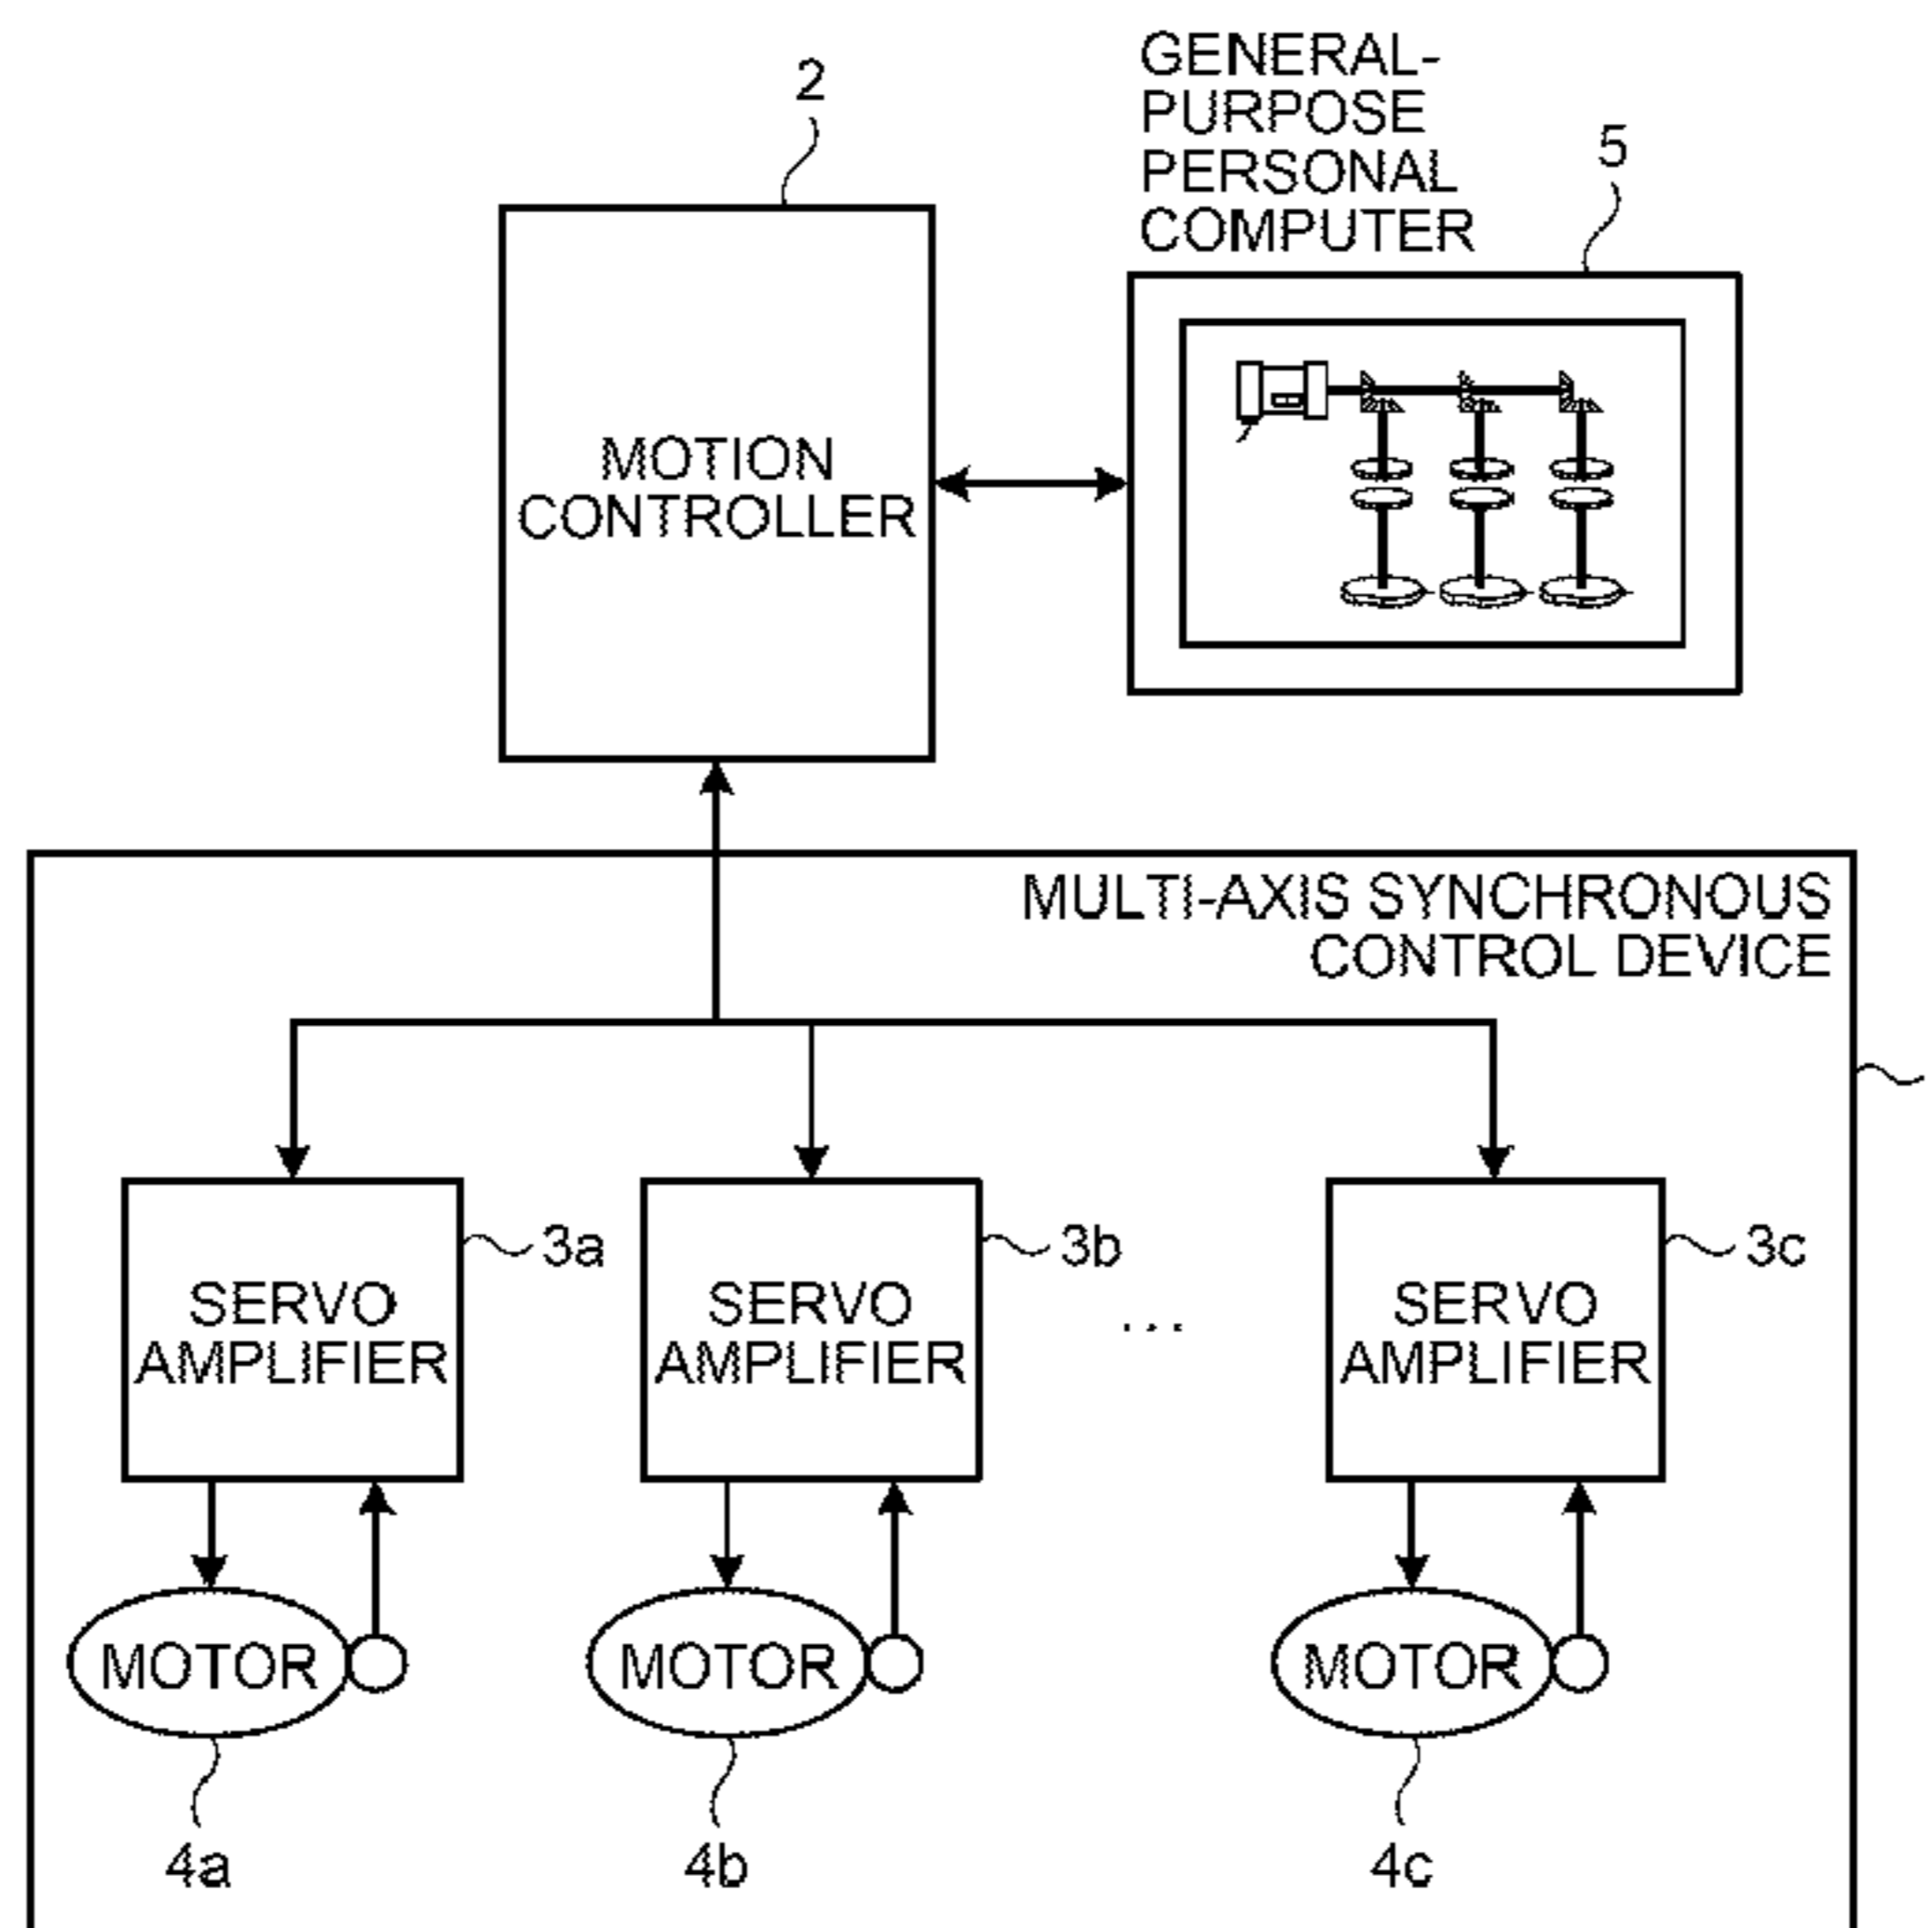 2
GENERAL-
PURPOSE
PERSONAL
COMPUTER
5
MOTION
CONTROLLER
MULTI-AXIS SYNCHRONOUS
CONTROL DEVICE
3a
3b
3c
SERVO
AMPLIFIER
SERVO
AMPLIFIER
...
SERVO
AMPLIFIER
MOTOR
MOTOR
MOTOR
4a
4b
4c